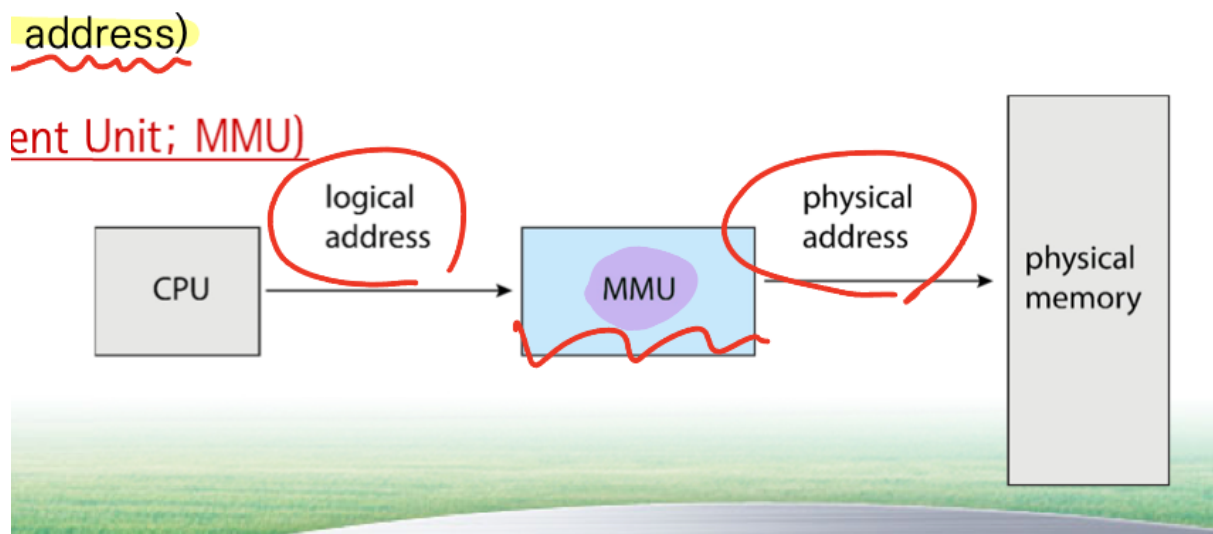 address)
ent Unit; MMU)
logical
address
physical
address
CPU
MMU
physical
memory